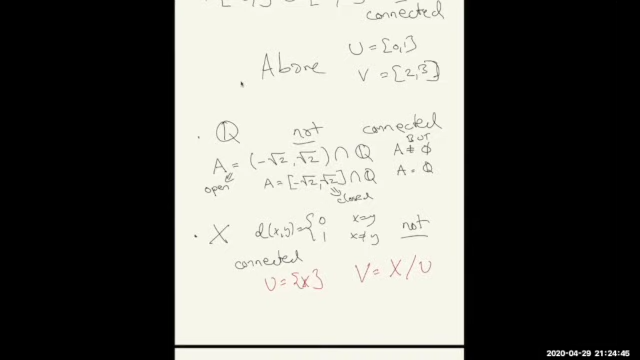 connected
Above U = [0,1]
V = [2,3]
• Q not connected
A = (-√2, √2) ∩ Q A ≠ ∅ BUT
open A = [-√2, √2] ∩ Q A ≠ Q
closed
• X d(x,y) = { 0 x=y not
1 x≠y
connected
U = {x} V = X / U
2020-04-29 21:24:45